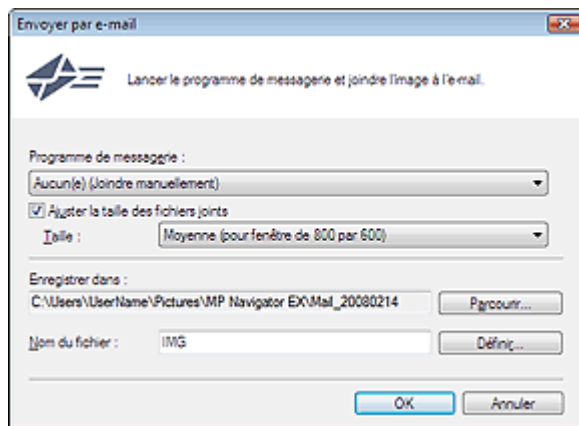 Envoyer par e-mail
Lancer le programme de messagerie et joindre l'image à l'e-mail.
Programme de messagerie :
Aucun(e) (Joindre manuellement)
Ajuster la taille des fichiers joints
Taille : Moyenne (pour fenêtre de 800 par 600)
Enregistrer dans :
C:\Users\UserName\Pictures\MP Navigator EX\Mail_20080214 Parcourir...
Nom du fichier : IMG Définiç...
OK Annuler